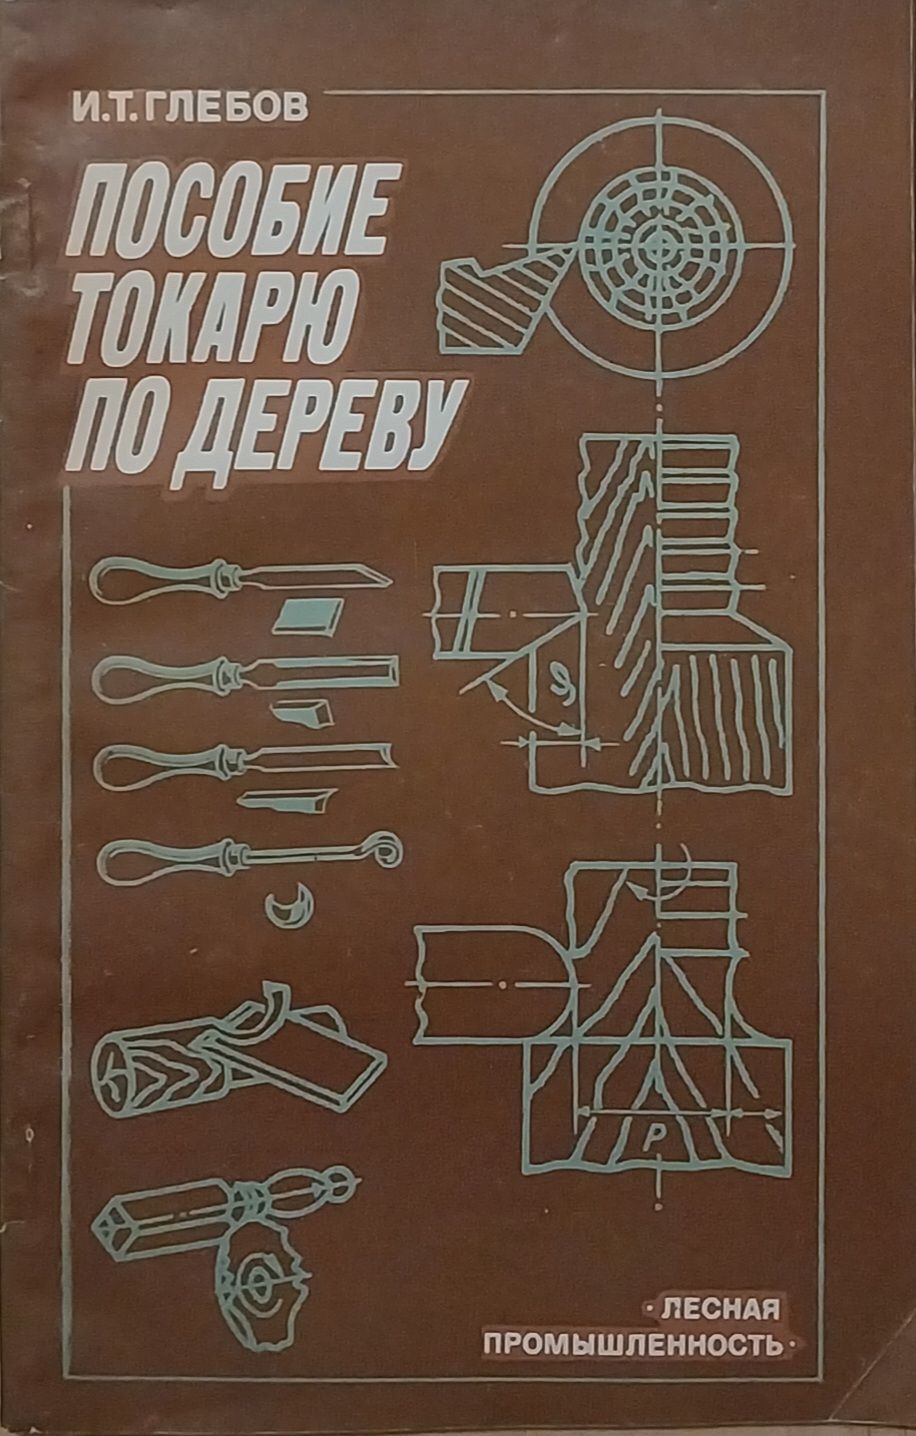 И.Т.ГЛЕБОВ
ПОСОБИЕ
ТОКАРЮ
ПО ДЕРЕВУ
P
· ЛЕСНАЯ
ПРОМЫШЛЕННОСТЬ ·